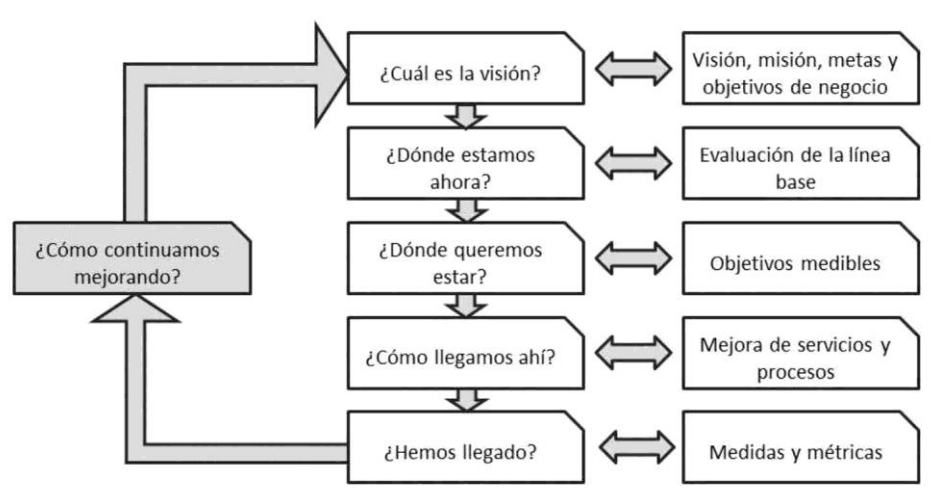 ¿Cuál es la visión?
Visión, misión, metas y
objetivos de negocio
¿Dónde estamos
ahora?
Evaluación de la línea
base
¿Cómo continuamos
mejorando?
¿Dónde queremos
estar?
Objetivos medibles
¿Cómo llegamos ahí?
Mejora de servicios y
procesos
¿Hemos llegado?
Medidas y métricas